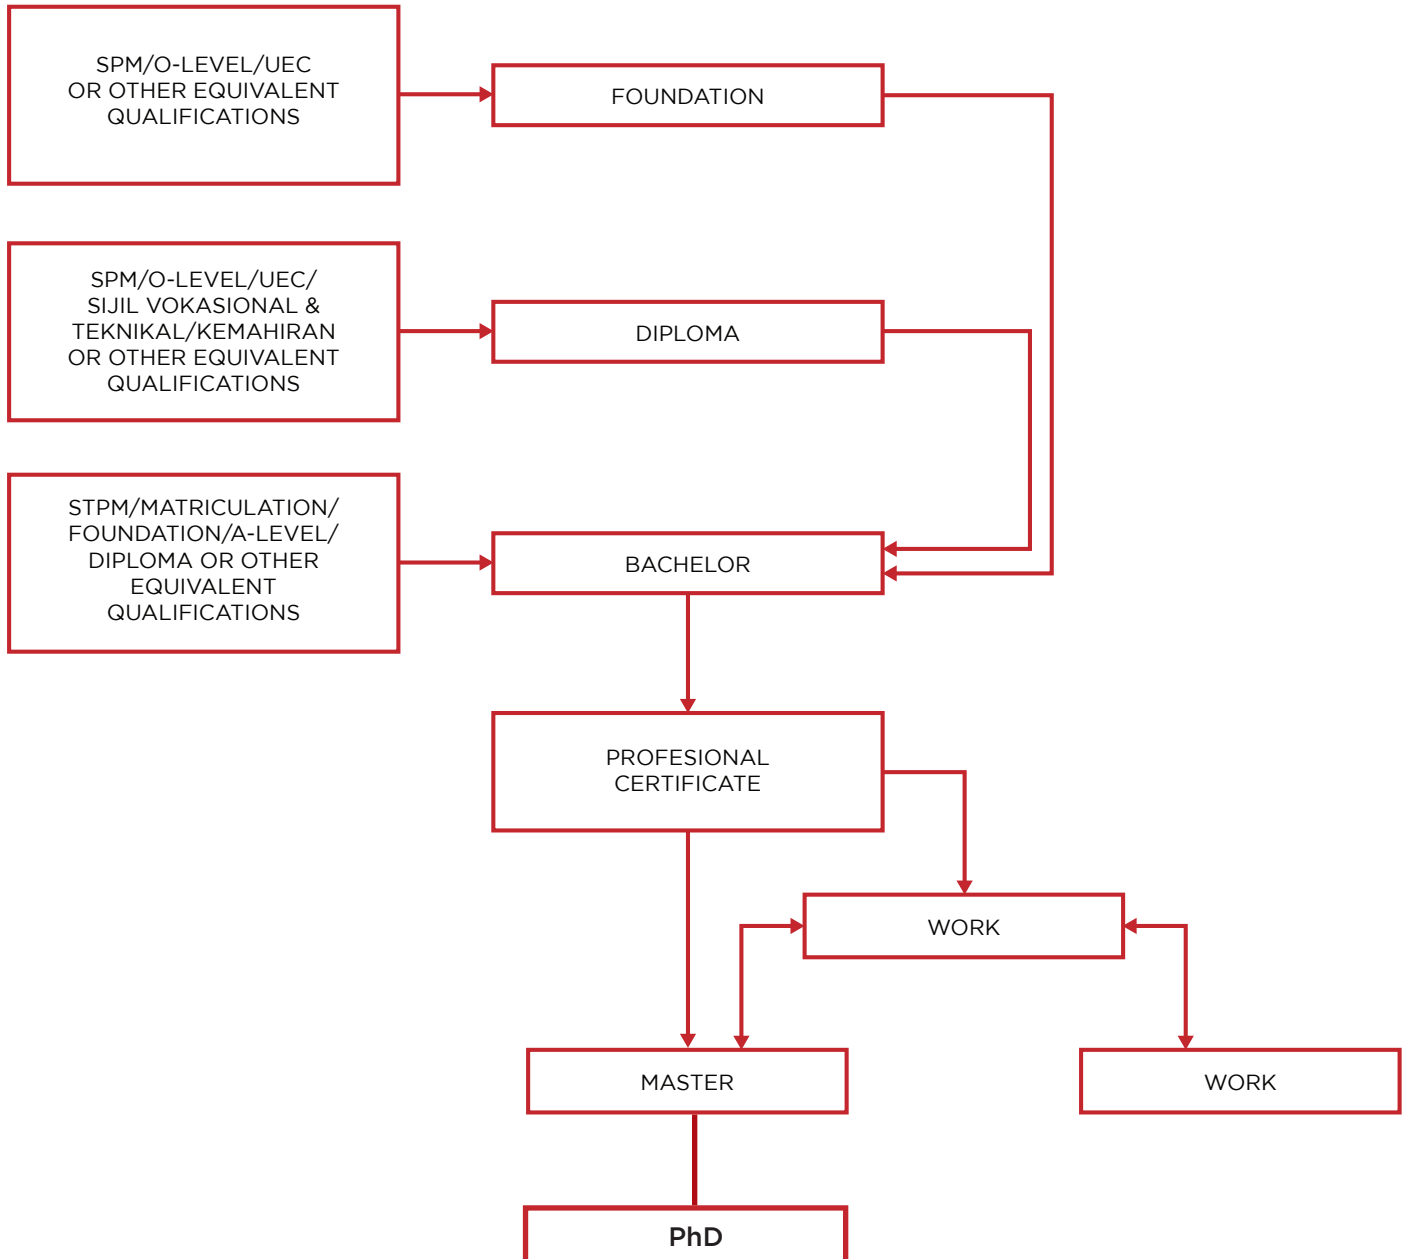 SPM/O-LEVEL/UEC
OR OTHER EQUIVALENT
QUALIFICATIONS
FOUNDATION
SPM/O-LEVEL/UEC/
SIJIL VOKASIONAL &
TEKNIKAL/KEMAHIRAN
OR OTHER EQUIVALENT
QUALIFICATIONS
DIPLOMA
STPM/MATRICULATION/
FOUNDATION/A-LEVEL/
DIPLOMA OR OTHER
EQUIVALENT
QUALIFICATIONS
BACHELOR
PROFESIONAL
CERTIFICATE
WORK
MASTER
WORK
PhD